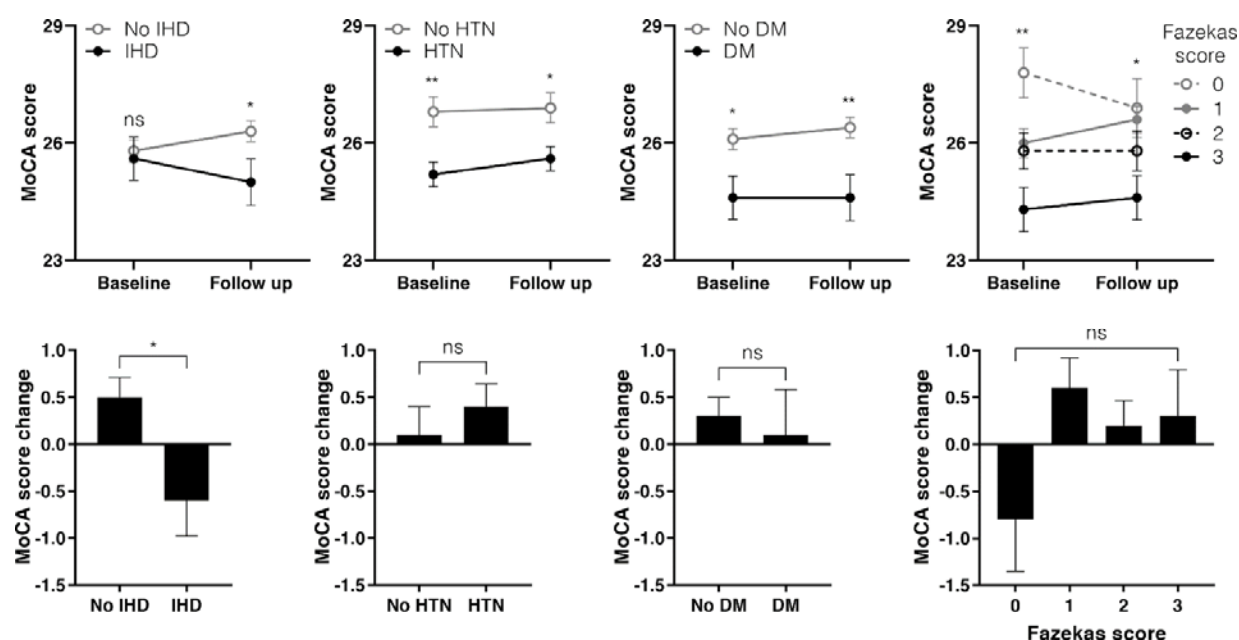 29
No IHD
IHD
MoCA score
26
ns
*
23
Baseline
Follow up
29
No HTN
HTN
MoCA score
26
**
*
23
Baseline
Follow up
29
No DM
DM
MoCA score
26
*
**
23
Baseline
Follow up
29
MoCA score
26
**
*
23
Baseline
Follow up
Fazekas
score
0
1
2
3
MoCA score change
1.0
0.5
0.0
-0.5
-1.0
-1.5
*
No IHD
IHD
MoCA score change
1.0
0.5
0.0
-0.5
-1.0
-1.5
ns
No HTN
HTN
MoCA score change
1.0
0.5
0.0
-0.5
-1.0
-1.5
ns
No DM
DM
MoCA score change
1.0
0.5
0.0
-0.5
-1.0
-1.5
ns
0
1
2
3
Fazekas score